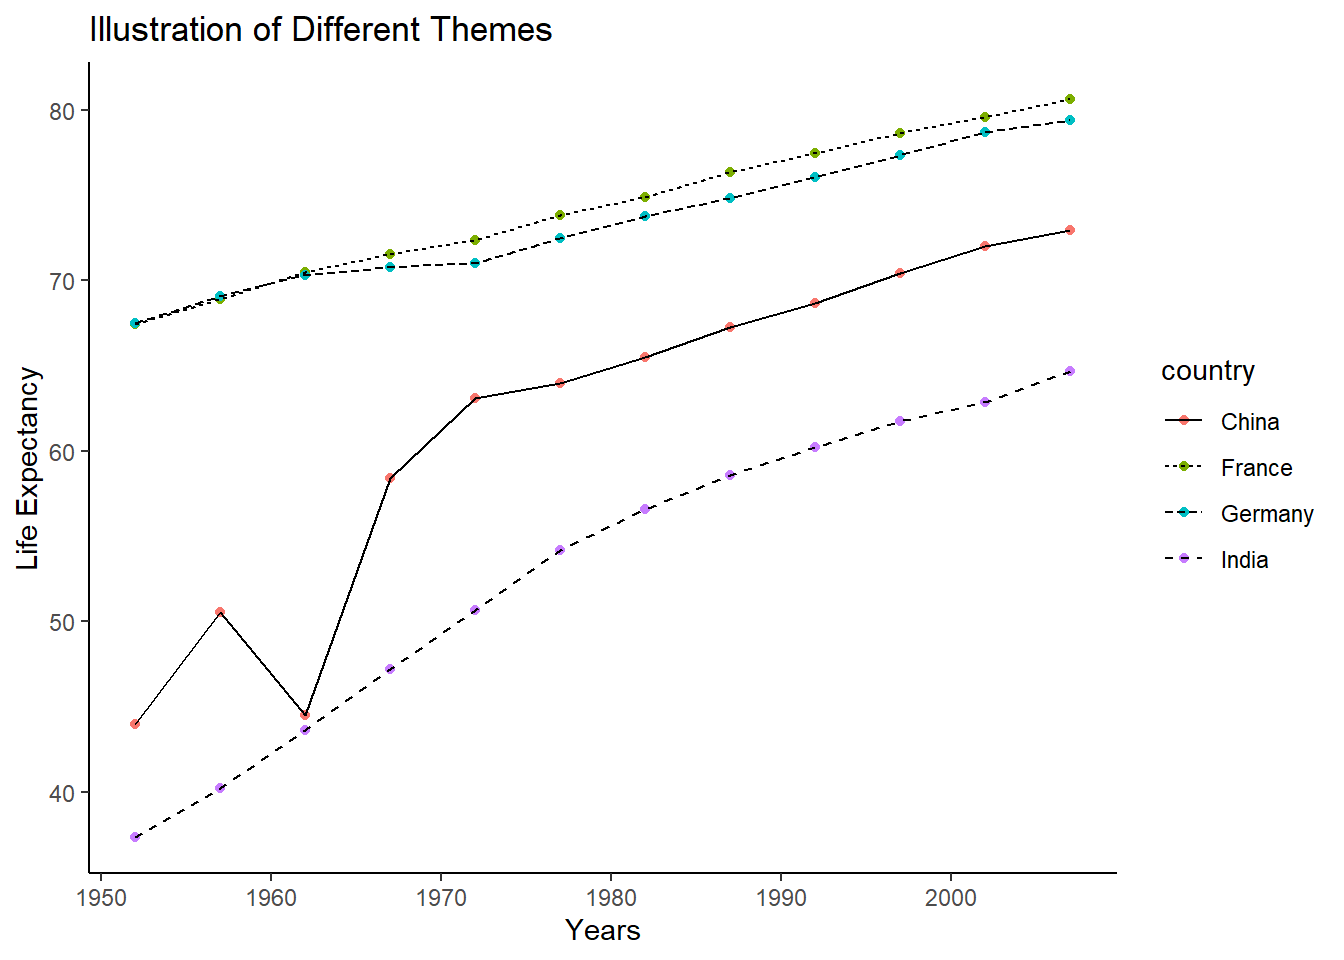 Illustration of Different Themes
80
70
60
50
40
Life Expectancy
1950
1960
1970
1980
1990
2000
Years
country
China
France
Germany
India